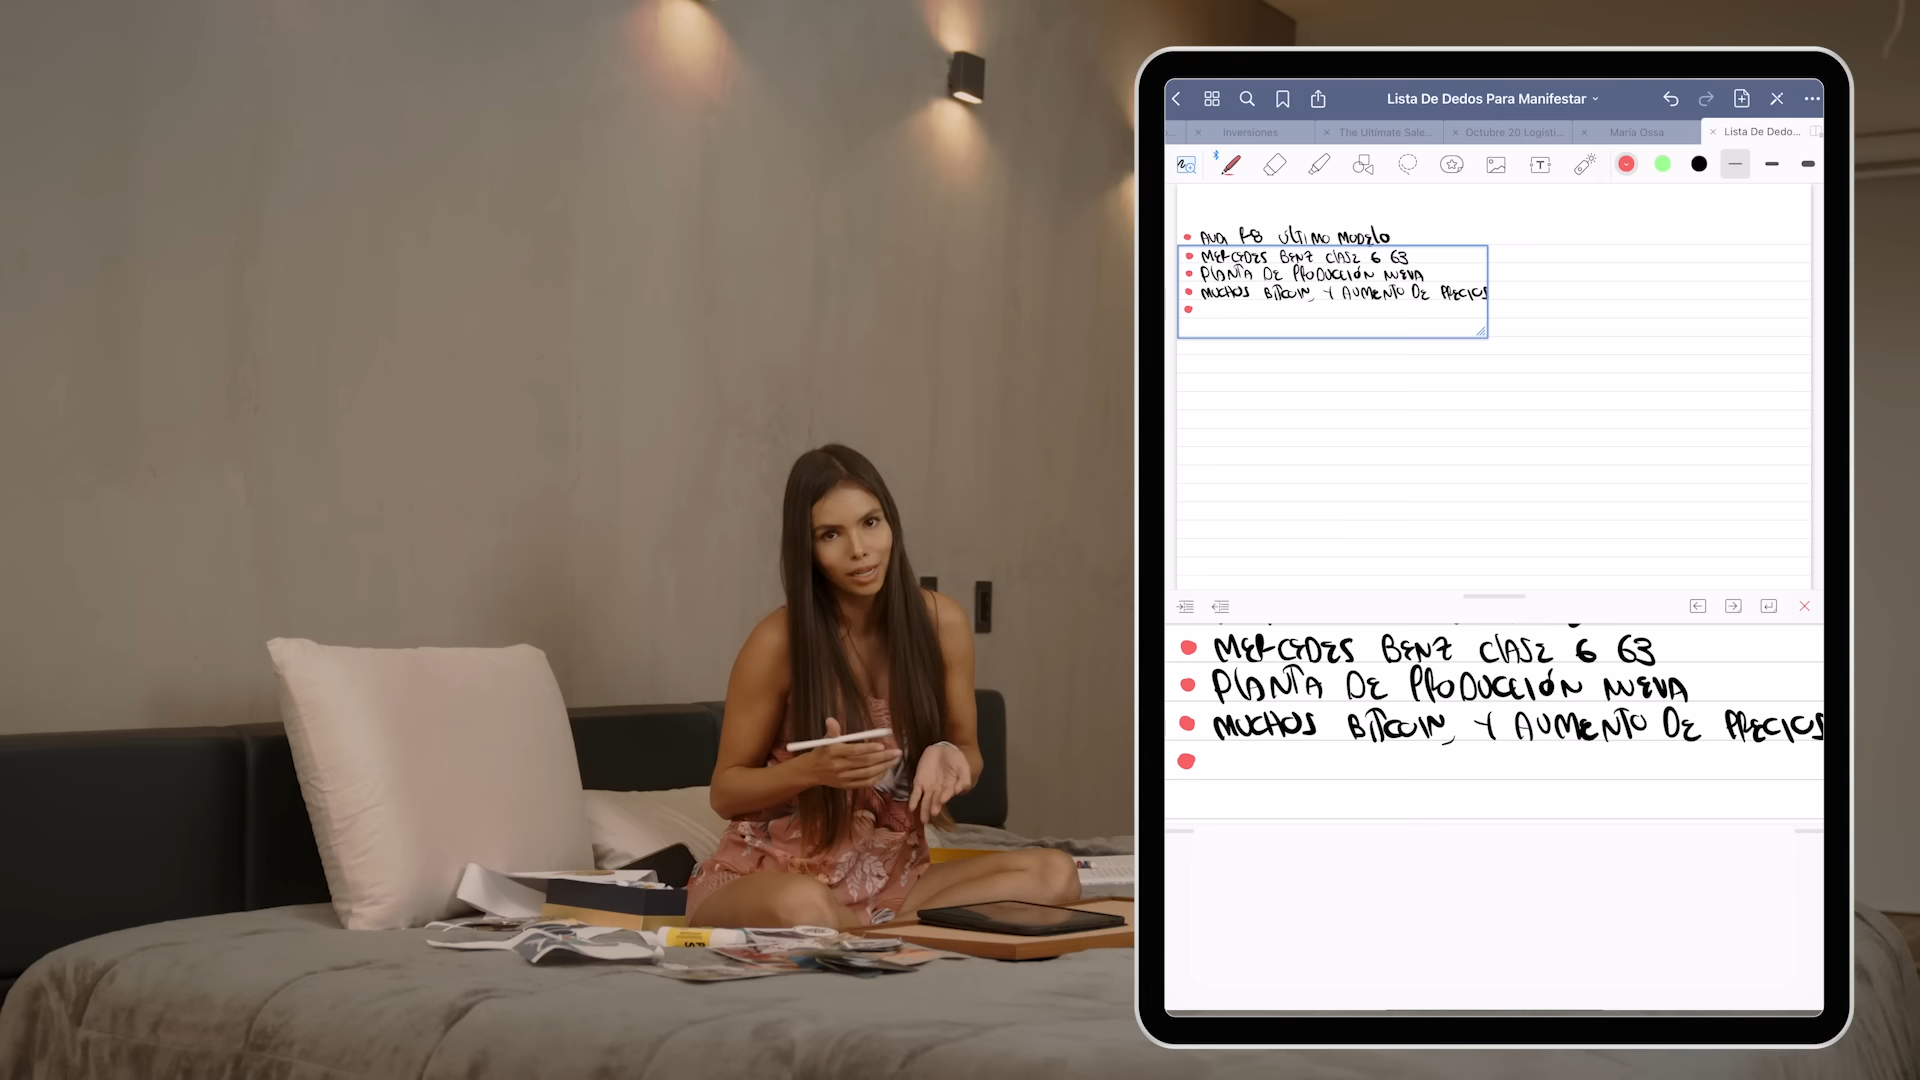 Lista De Dedos Para Manifestar
Inversiones
The Ultimate Sale...
Octubre 20 Logisti...
María Ossa
Lista De Dedo...
T
AUDI R8 ÚLTIMO MODELO
MERCEDES BENZ CLASE G 63
PLANTA DE PRODUCCIÓN NUEVA
MUCHOS BITCOIN, Y AUMENTO DE PRECIOS
MERCEDES BENZ CLASE G 63
PLANTA DE PRODUCCIÓN NUEVA
MUCHOS BITCOIN, Y AUMENTO DE PRECIOS